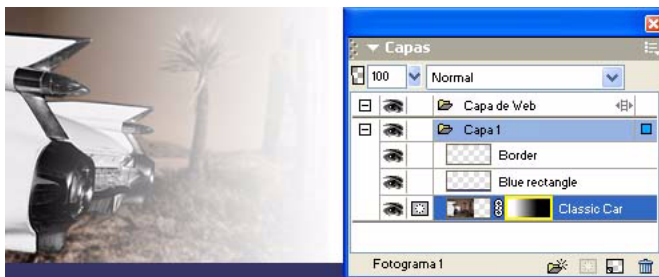 Capas
100 Normal
Capa de Web
Capa 1
Border
Blue rectangle
Classic Car
Fotograma 1